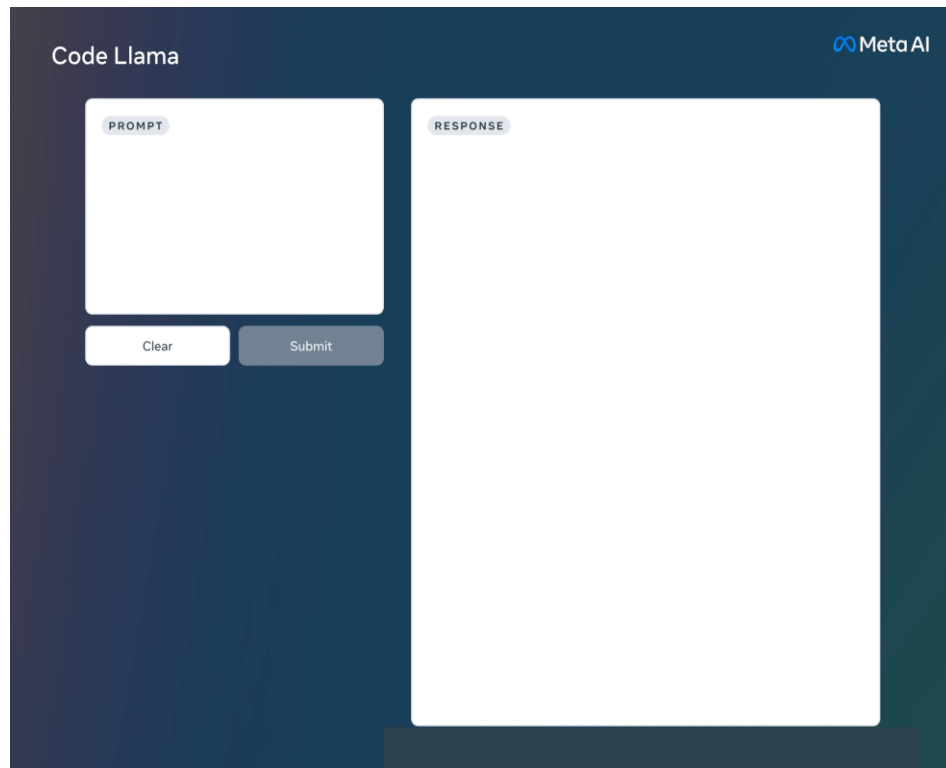 Code Llama
Meta AI
PROMPT
RESPONSE
Clear
Submit